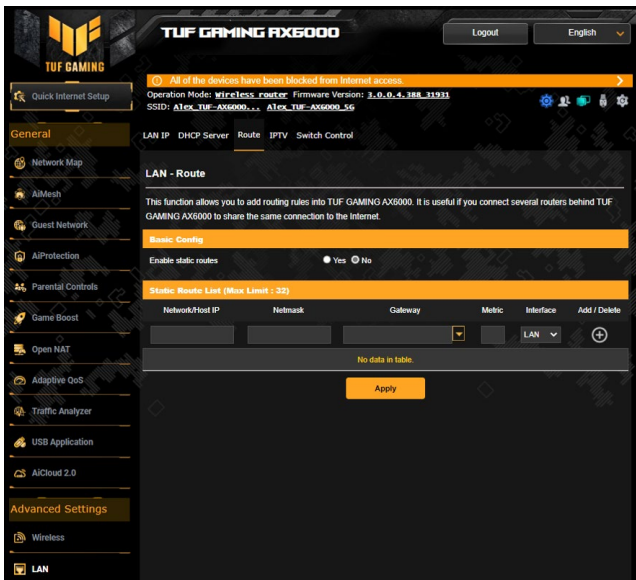 TUF GAMING AX6000
Logout
English
TUF GAMING
All of the devices have been blocked from Internet access.
Quick Internet Setup
Operation Mode: Wireless router Firmware Version: 3.0.0.4.388_31931
SSID: Alex_TUF-AX6000... Alex_TUF-AX6000_5G
General
LAN IP DHCP Server Route IPTV Switch Control
Network Map
LAN - Route
AiMesh
This function allows you to add routing rules into TUF GAMING AX6000. It is useful if you connect several routers behind TUF
GAMING AX6000 to share the same connection to the Internet.
Guest Network
Basic Config
AiProtection
Enable static routes Yes No
Parental Controls
Static Route List (Max Limit : 32)
Network/Host IP Netmask Gateway Metric Interface Add / Delete
Game Boost
LAN
Open NAT
No data in table.
Adaptive QoS
Apply
Traffic Analyzer
USB Application
AiCloud 2.0
Advanced Settings
Wireless
LAN